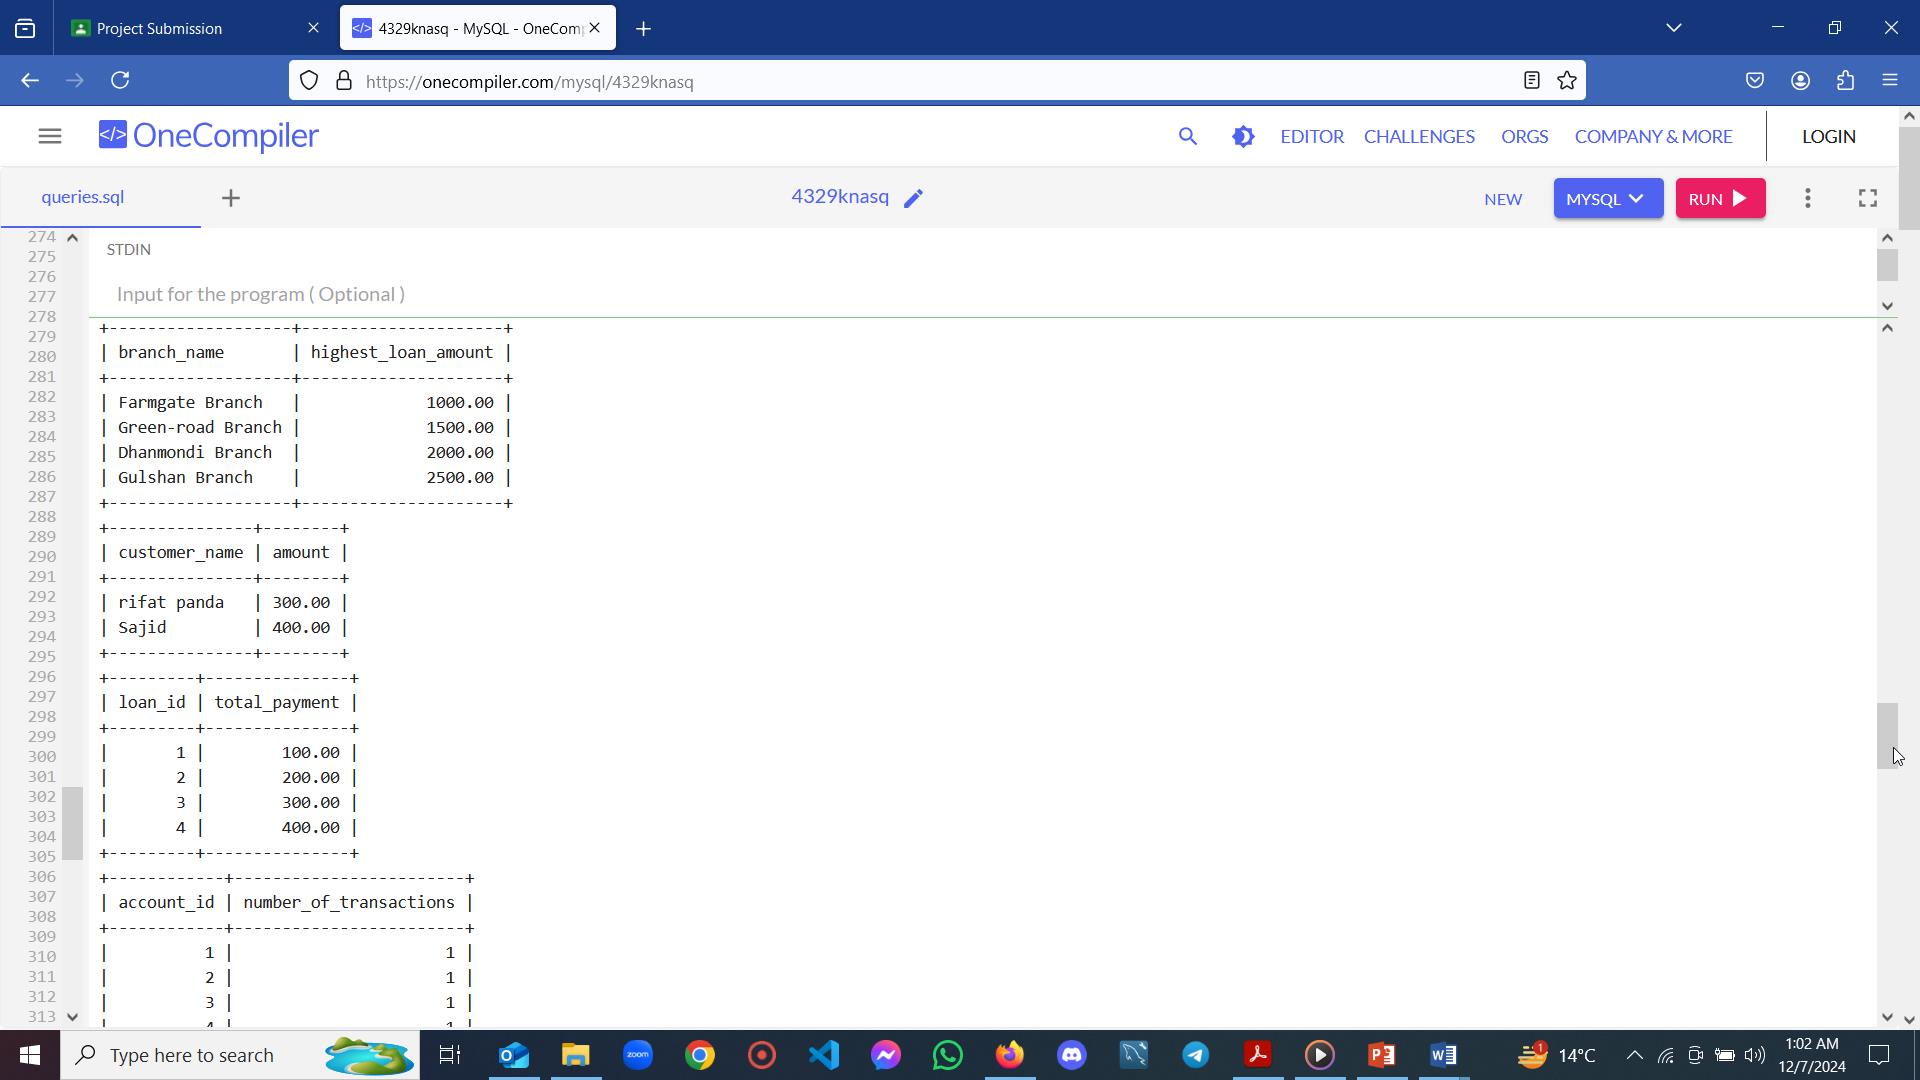 Project Submission
4329knasq - MySQL - OneComp
https://onecompiler.com/mysql/4329knasq
</> OneCompiler
EDITOR CHALLENGES ORGS COMPANY & MORE LOGIN
queries.sql + 4329knasq NEW MYSQL RUN
274
275
276
277
278
279
280
281
282
283
284
285
286
287
288
289
290
291
292
293
294
295
296
297
298
299
300
301
302
303
304
305
306
307
308
309
310
311
312
313
STDIN
Input for the program ( Optional )
+-------------------+---------------------+
| branch_name       | highest_loan_amount |
+-------------------+---------------------+
| Farmgate Branch   |             1000.00 |
| Green-road Branch |             1500.00 |
| Dhanmondi Branch  |             2000.00 |
| Gulshan Branch    |             2500.00 |
+-------------------+---------------------+
+---------------+--------+
| customer_name | amount |
+---------------+--------+
| rifat panda   | 300.00 |
| Sajid         | 400.00 |
+---------------+--------+
+---------+---------------+
| loan_id | total_payment |
+---------+---------------+
|       1 |        100.00 |
|       2 |        200.00 |
|       3 |        300.00 |
|       4 |        400.00 |
+---------+---------------+
+------------+------------------------+
| account_id | number_of_transactions |
+------------+------------------------+
|          1 |                      1 |
|          2 |                      1 |
|          3 |                      1 |
|          4 |                      1 |
Type here to search
zoom
1
14°C
1:02 AM
12/7/2024